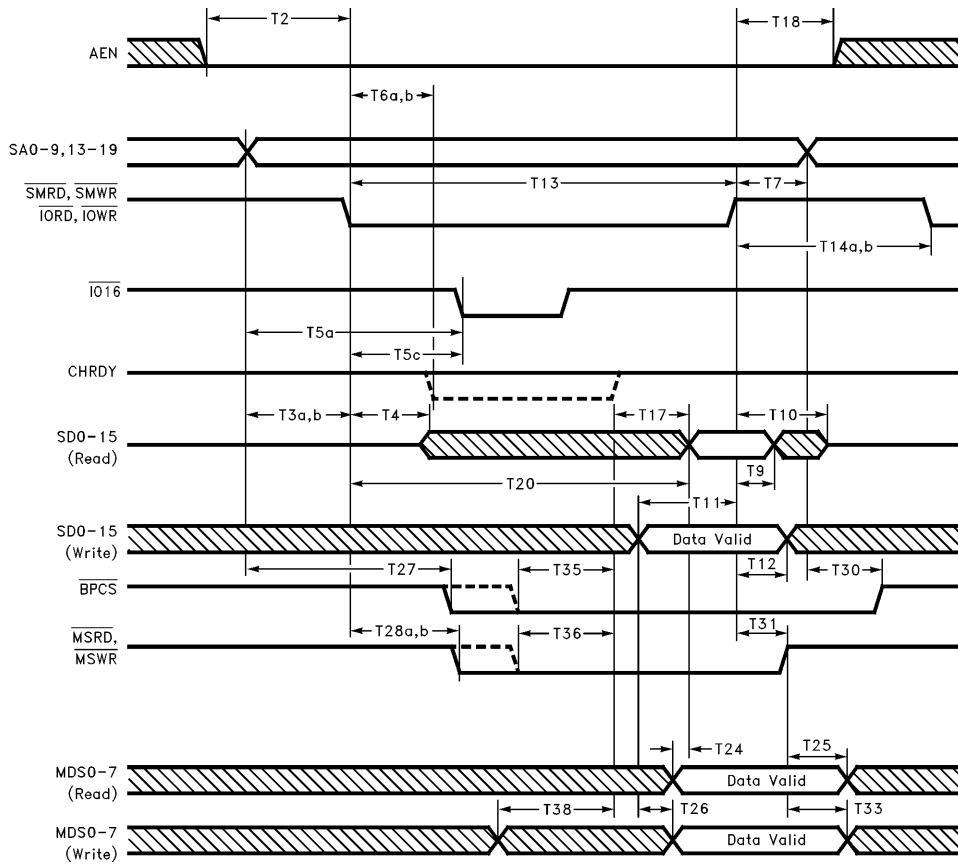 T2
T18
AEN
T6a,b
SA0-9,13-19
T13
T7
SMRD, SMWR
IORD, IOWR
T14a,b
IO16
T5a
T5c
CHRDY
T3a,b
T4
T17
T10
SD0-15
(Read)
T9
T20
T11
SD0-15
(Write)
Data Valid
T27
T35
T12
T30
BPCS
T28a,b
T36
T31
MSRD,
MSWR
T24
T25
MDS0-7
(Read)
Data Valid
T38
T26
T33
MDS0-7
(Write)
Data Valid